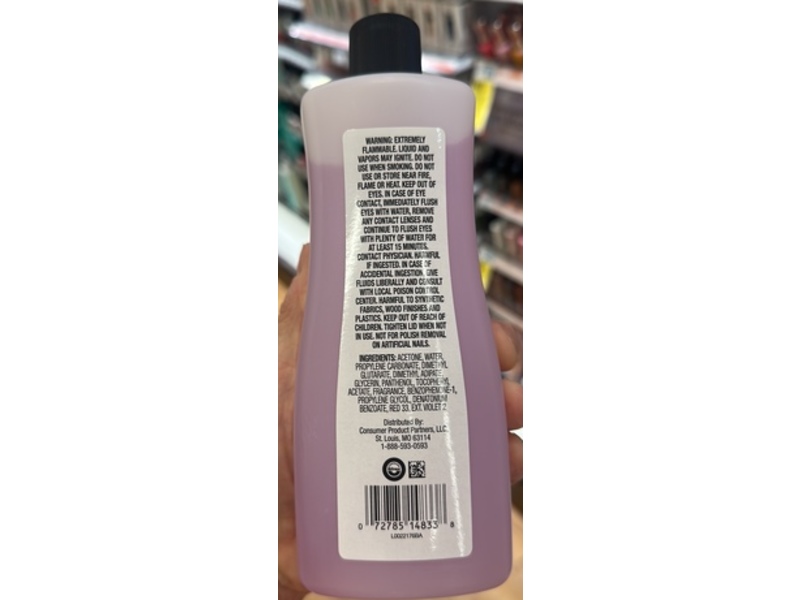 WARNING: EXTREMELY
FLAMMABLE. LIQUID AND
VAPORS MAY IGNITE. DO NOT
USE WHEN SMOKING. DO NOT
USE OR STORE NEAR FIRE,
FLAME OR HEAT. KEEP OUT OF
EYES. IN CASE OF EYE
CONTACT, IMMEDIATELY FLUSH
EYES WITH WATER, REMOVE
ANY CONTACT LENSES AND
CONTINUE TO FLUSH EYES
WITH PLENTY OF WATER FOR
AT LEAST 15 MINUTES.
CONTACT PHYSICIAN. HARMFUL
IF INGESTED. IN CASE OF
ACCIDENTAL INGESTION, GIVE
FLUIDS LIBERALLY AND CONSULT
WITH LOCAL POISON CONTROL
CENTER. HARMFUL TO SYNTHETIC
FABRICS, WOOD FINISHES AND
PLASTICS. KEEP OUT OF REACH OF
CHILDREN. TIGHTEN LID WHEN NOT
IN USE. NOT FOR POLISH REMOVAL
ON ARTIFICIAL NAILS.
INGREDIENTS: ACETONE, WATER,
PROPYLENE CARBONATE, DIMETHYL
GLUTARATE, DIMETHYL ADIPATE,
GLYCERIN, PANTHENOL, TOCOPHERYL
ACETATE, FRAGRANCE, BENZOPHENONE-1,
PROPYLENE GLYCOL, DENATONIUM
BENZOATE, RED 33, EXT. VIOLET 2.
Distributed By:
Consumer Product Partners, LLC.
St. Louis, MO 63114
1-888-593-0593
0 72785 14833 8